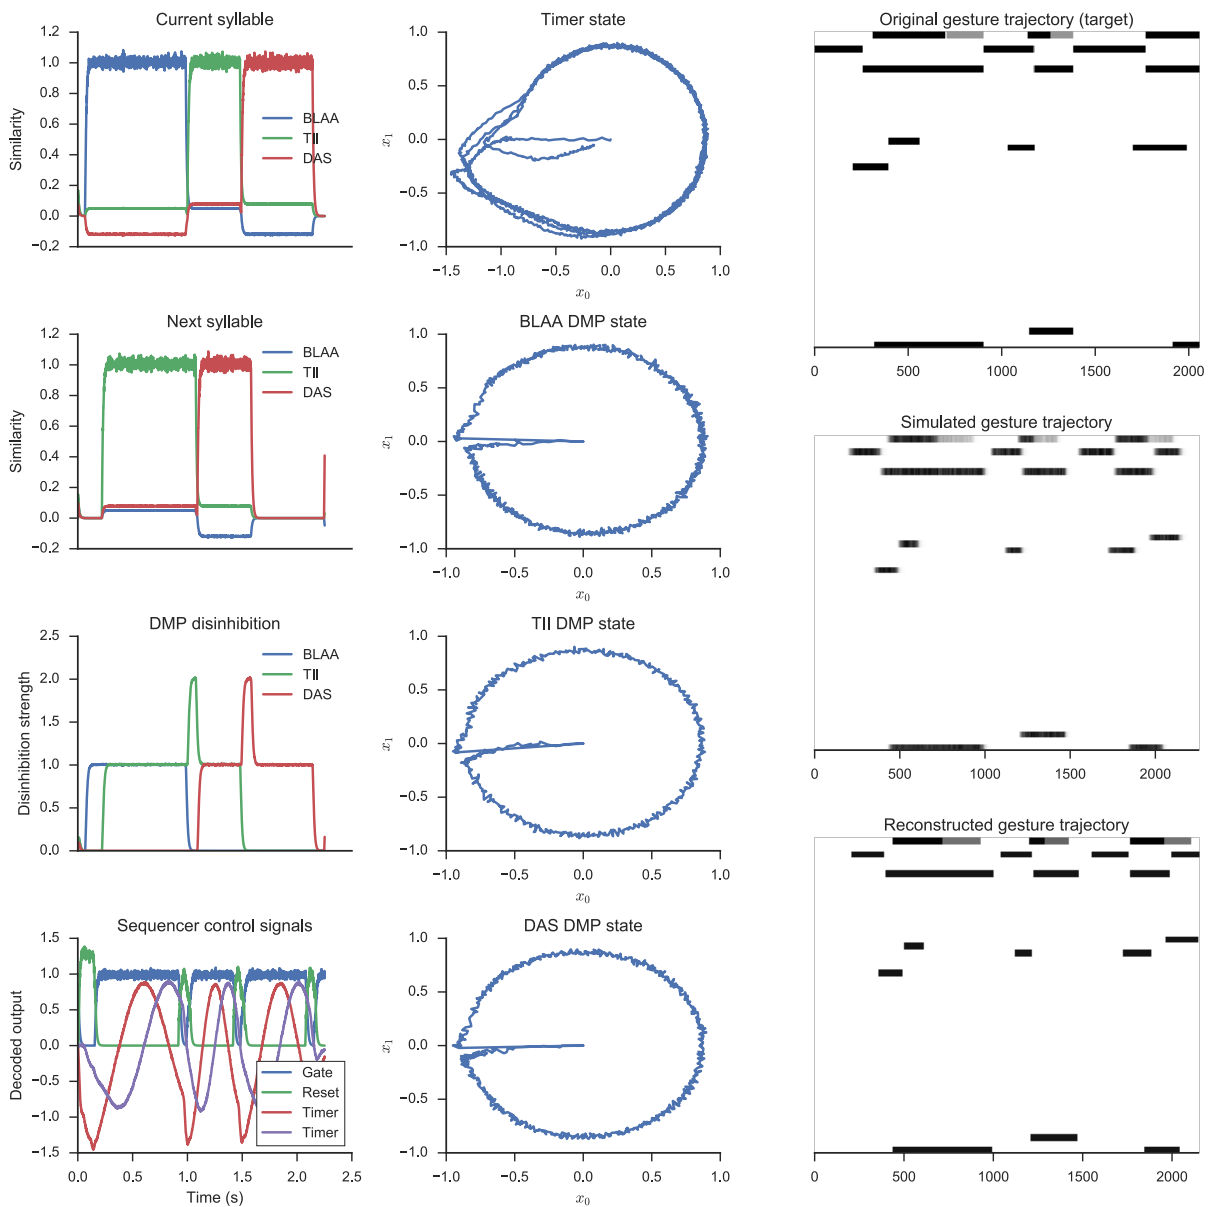 Current syllable
1.2
1.0
0.8
0.6
0.4
0.2
0.0
−0.2
Similarity
BLAA
TII
DAS
Timer state
1.0
0.5
0.0
−0.5
−1.0
x₁
−1.5
−1.0
−0.5
0.0
0.5
1.0
x₀
Original gesture trajectory (target)
0
500
1000
1500
2000
Next syllable
1.2
1.0
0.8
0.6
0.4
0.2
0.0
−0.2
Similarity
BLAA
TII
DAS
BLAA DMP state
1.0
0.5
0.0
−0.5
−1.0
x₁
−1.0
−0.5
0.0
0.5
1.0
x₀
Simulated gesture trajectory
0
500
1000
1500
2000
DMP disinhibition
2.5
2.0
1.5
1.0
0.5
0.0
Disinhibition strength
BLAA
TII
DAS
TII DMP state
1.0
0.5
0.0
−0.5
−1.0
x₁
−1.0
−0.5
0.0
0.5
1.0
x₀
Reconstructed gesture trajectory
0
500
1000
1500
2000
Sequencer control signals
1.5
1.0
0.5
0.0
−0.5
−1.0
−1.5
Decoded output
Gate
Reset
Timer
Timer
0.0
0.5
1.0
1.5
2.0
2.5
Time (s)
DAS DMP state
1.0
0.5
0.0
−0.5
−1.0
x₁
−1.0
−0.5
0.0
0.5
1.0
x₀